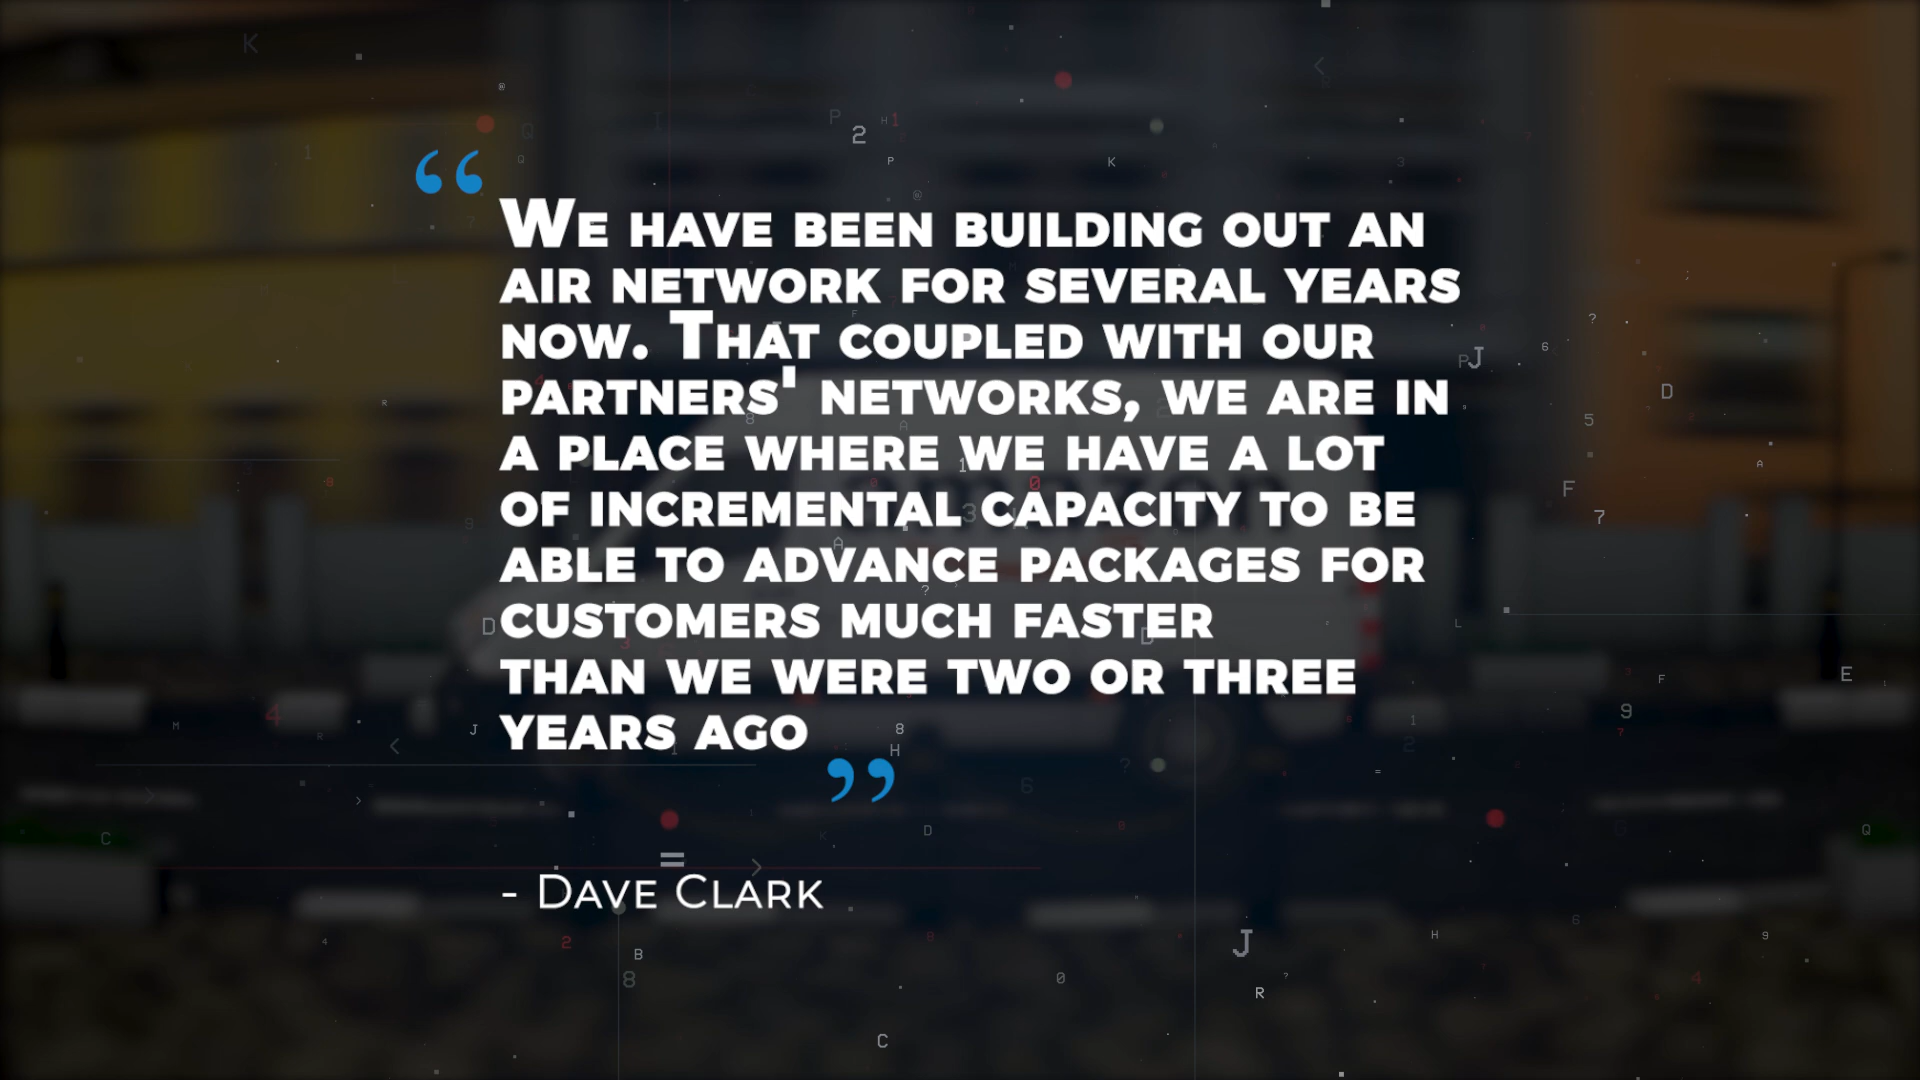 “
We have been building out an
air network for several years
now. That coupled with our
partners' networks, we are in
a place where we have a lot
of incremental capacity to be
able to advance packages for
customers much faster
than we were two or three
years ago
”
- Dave Clark
amazon